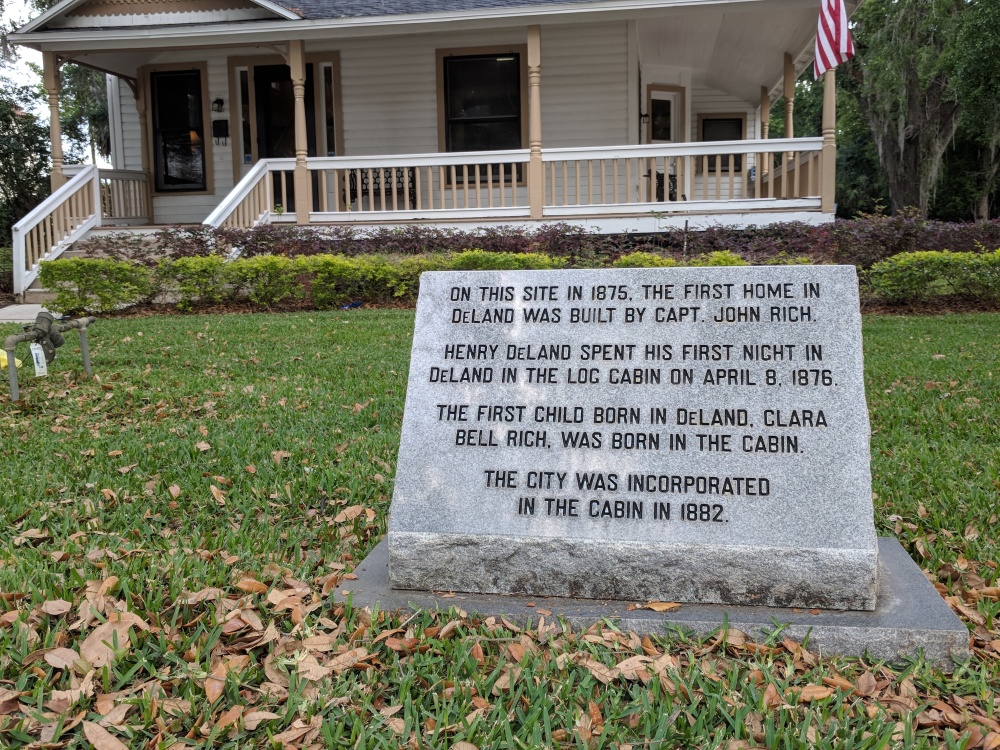 ON THIS SITE IN 1875, THE FIRST HOME IN
DeLAND WAS BUILT BY CAPT. JOHN RICH.
HENRY DeLAND SPENT HIS FIRST NIGHT IN
DeLAND IN THE LOG CABIN ON APRIL 8, 1876.
THE FIRST CHILD BORN IN DeLAND, CLARA
BELL RICH, WAS BORN IN THE CABIN.
THE CITY WAS INCORPORATED
IN THE CABIN IN 1882.